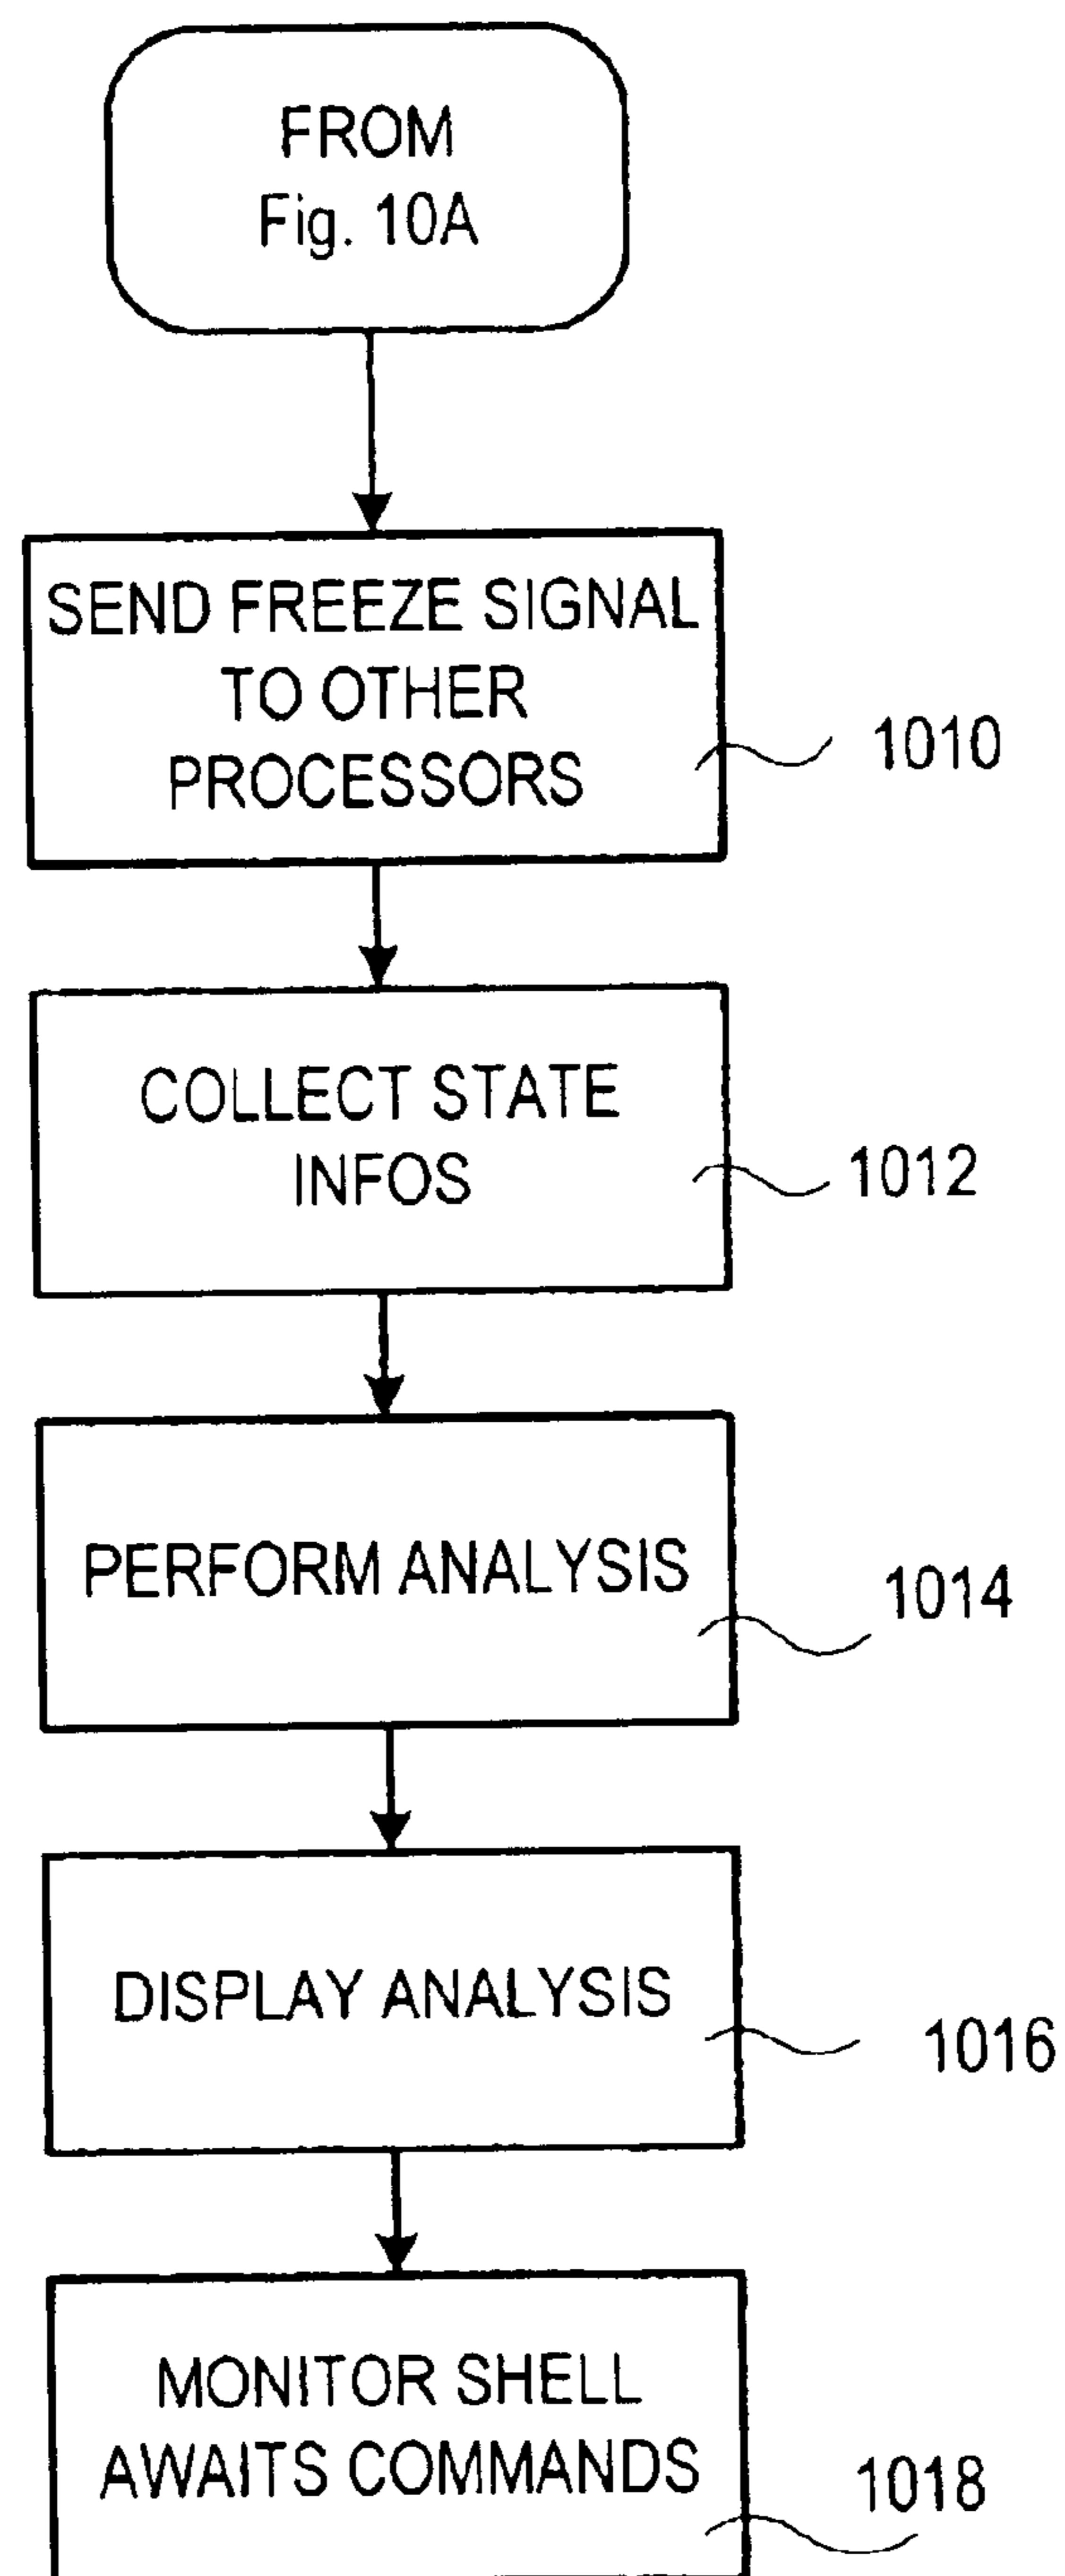 FROM
Fig. 10A
SEND FREEZE SIGNAL
TO OTHER
PROCESSORS
1010
COLLECT STATE
INFOS
1012
PERFORM ANALYSIS
1014
DISPLAY ANALYSIS
1016
MONITOR SHELL
AWAITS COMMANDS
1018